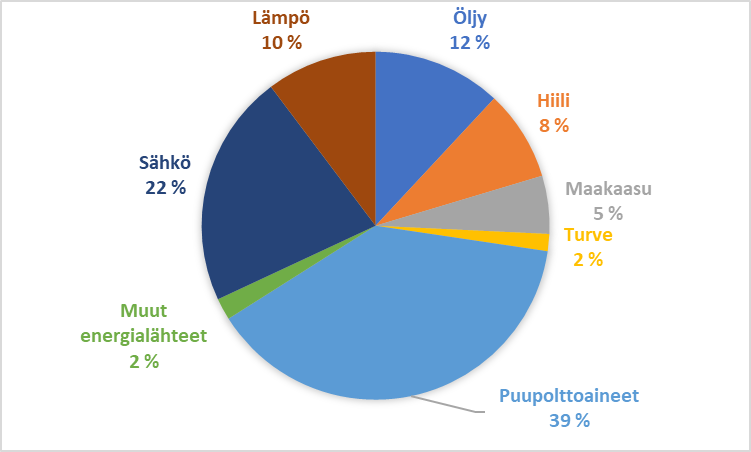 Öljy
12 %
Hiili
8 %
Maakaasu
5 %
Turve
2 %
Puupolttoaineet
39 %
Muut
energialähteet
2 %
Sähkö
22 %
Lämpö
10 %